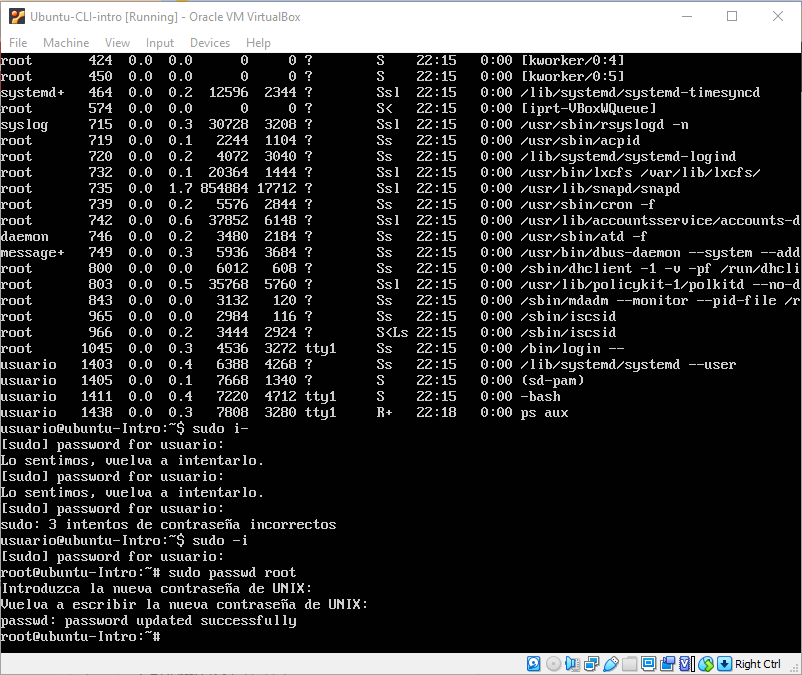 Ubuntu-CLI-intro [Running] - Oracle VM VirtualBox
File Machine View Input Devices Help
root 424 0.0 0.0 0 0 ? S 22:15 0:00 [kworker/0:4]
root 450 0.0 0.0 0 0 ? S 22:15 0:00 [kworker/0:5]
systemd+ 464 0.0 0.2 12596 2344 ? Ssl 22:15 0:00 /lib/systemd/systemd-timesyncd
root 574 0.0 0.0 0 0 ? S< 22:15 0:00 [iprt-VBoxWQueue]
syslog 715 0.0 0.3 30728 3208 ? Ssl 22:15 0:00 /usr/sbin/rsyslogd -n
root 719 0.0 0.1 2244 1104 ? Ss 22:15 0:00 /usr/sbin/acpid
root 720 0.0 0.2 4072 3040 ? Ss 22:15 0:00 /lib/systemd/systemd-logind
root 732 0.0 0.1 20364 1444 ? Ssl 22:15 0:00 /usr/bin/lxcfs /var/lib/lxcfs/
root 735 0.0 1.7 854884 17712 ? Ssl 22:15 0:00 /usr/lib/snapd/snapd
root 739 0.0 0.2 5576 2844 ? Ss 22:15 0:00 /usr/sbin/cron -f
root 742 0.0 0.6 37852 6148 ? Ssl 22:15 0:00 /usr/lib/accountsservice/accounts-d
daemon 746 0.0 0.2 3480 2184 ? Ss 22:15 0:00 /usr/sbin/atd -f
message+ 749 0.0 0.3 5936 3684 ? Ss 22:15 0:00 /usr/bin/dbus-daemon --system --add
root 800 0.0 0.0 6012 608 ? Ss 22:15 0:00 /sbin/dhclient -1 -v -pf /run/dhcli
root 803 0.0 0.5 35768 5760 ? Ssl 22:15 0:00 /usr/lib/policykit-1/polkitd --no-d
root 843 0.0 0.0 3132 120 ? Ss 22:15 0:00 /sbin/mdadm --monitor --pid-file /r
root 965 0.0 0.0 2984 116 ? Ss 22:15 0:00 /sbin/iscsid
root 966 0.0 0.2 3444 2924 ? S<Ls 22:15 0:00 /sbin/iscsid
root 1045 0.0 0.3 4536 3272 tty1 Ss 22:15 0:00 /bin/login --
usuario 1403 0.0 0.4 6388 4268 ? Ss 22:15 0:00 /lib/systemd/systemd --user
usuario 1405 0.0 0.1 7668 1340 ? S 22:15 0:00 (sd-pam)
usuario 1411 0.0 0.4 7220 4712 tty1 S 22:15 0:00 -bash
usuario 1438 0.0 0.3 7808 3280 tty1 R+ 22:18 0:00 ps aux
usuario@ubuntu-Intro:~$ sudo i-
[sudo] password for usuario:
Lo sentimos, vuelva a intentarlo.
[sudo] password for usuario:
Lo sentimos, vuelva a intentarlo.
[sudo] password for usuario:
sudo: 3 intentos de contraseña incorrectos
usuario@ubuntu-Intro:~$ sudo -i
[sudo] password for usuario:
root@ubuntu-Intro:~# sudo passwd root
Introduzca la nueva contraseña de UNIX:
Vuelva a escribir la nueva contraseña de UNIX:
passwd: password updated successfully
root@ubuntu-Intro:~#
Right Ctrl